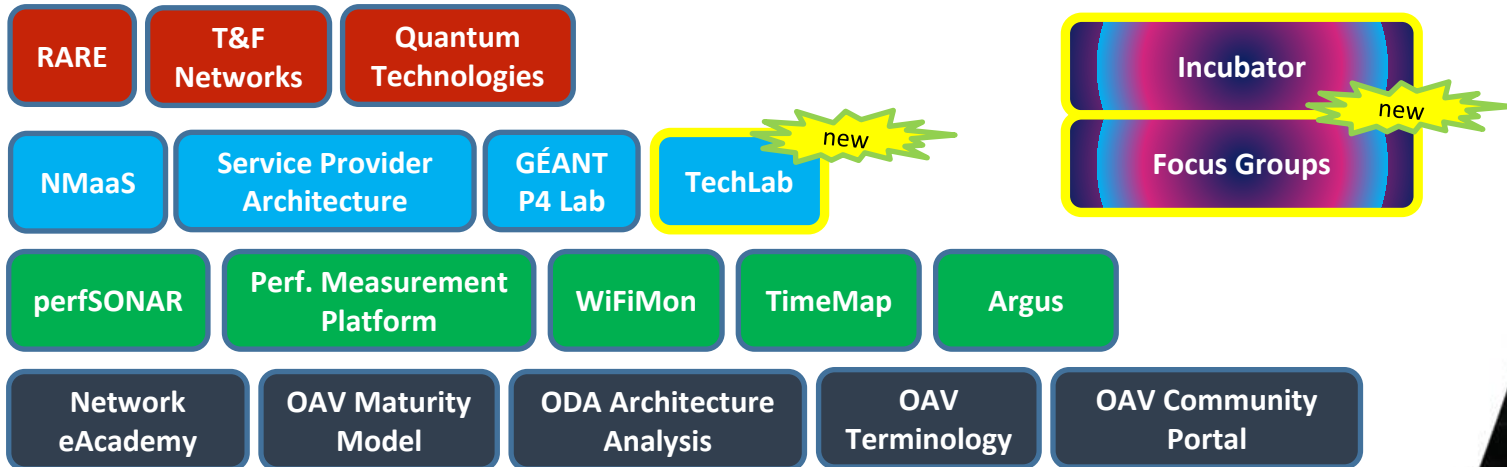 RARE
T&F
Networks
Quantum
Technologies
Incubator
new
Focus Groups
NMaaS
Service Provider
Architecture
GÉANT
P4 Lab
TechLab
new
perfSONAR
Perf. Measurement
Platform
WiFiMon
TimeMap
Argus
Network
eAcademy
OAV Maturity
Model
ODA Architecture
Analysis
OAV
Terminology
OAV Community
Portal